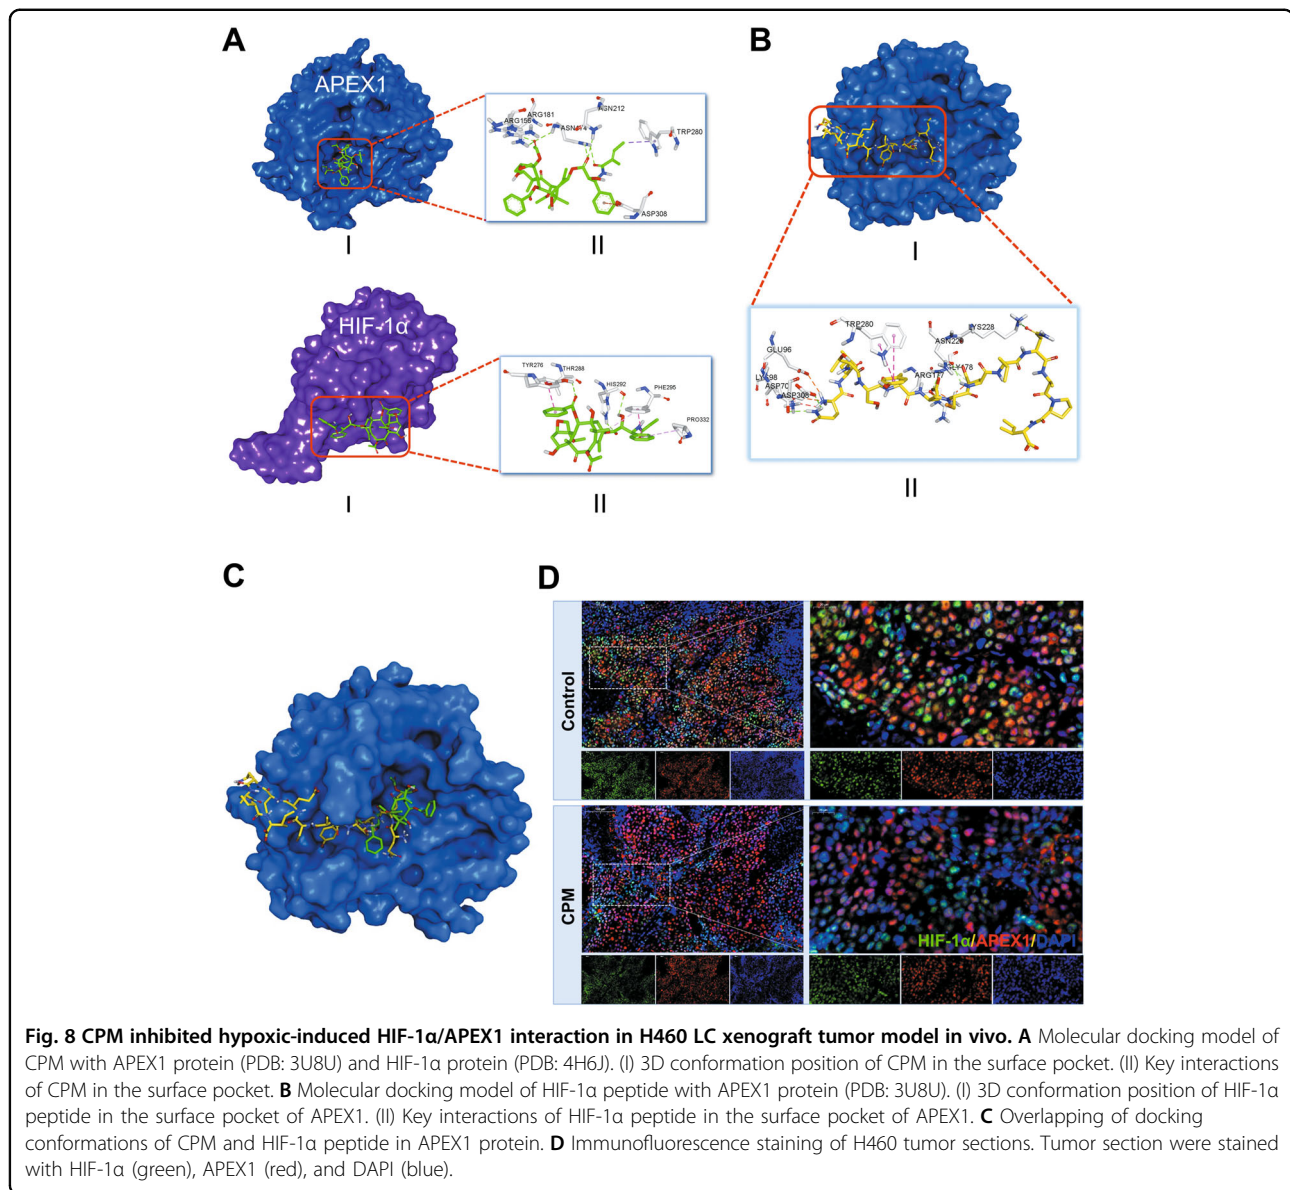 A
APEX1
ARG181
ARG156
ASN212
TRP280
ASP308
I
II
HIF-1α
TYR276
THR288
HIS292
PHE295
PRO332
I
II
B
I
TRP280
GLU96
LYS228
ASP70
ASP308
II
C
D
Control
CPM
HIF-1α/APEX1/DAPI
Fig. 8 CPM inhibited hypoxic-induced HIF-1α/APEX1 interaction in H460 LC xenograft tumor model in vivo. A Molecular docking model of
CPM with APEX1 protein (PDB: 3U8U) and HIF-1α protein (PDB: 4H6J). (I) 3D conformation position of CPM in the surface pocket. (II) Key interactions
of CPM in the surface pocket. B Molecular docking model of HIF-1α peptide with APEX1 protein (PDB: 3U8U). (I) 3D conformation position of HIF-1α
peptide in the surface pocket of APEX1. (II) Key interactions of HIF-1α peptide in the surface pocket of APEX1. C Overlapping of docking
conformations of CPM and HIF-1α peptide in APEX1 protein. D Immunofluorescence staining of H460 tumor sections. Tumor section were stained
with HIF-1α (green), APEX1 (red), and DAPI (blue).